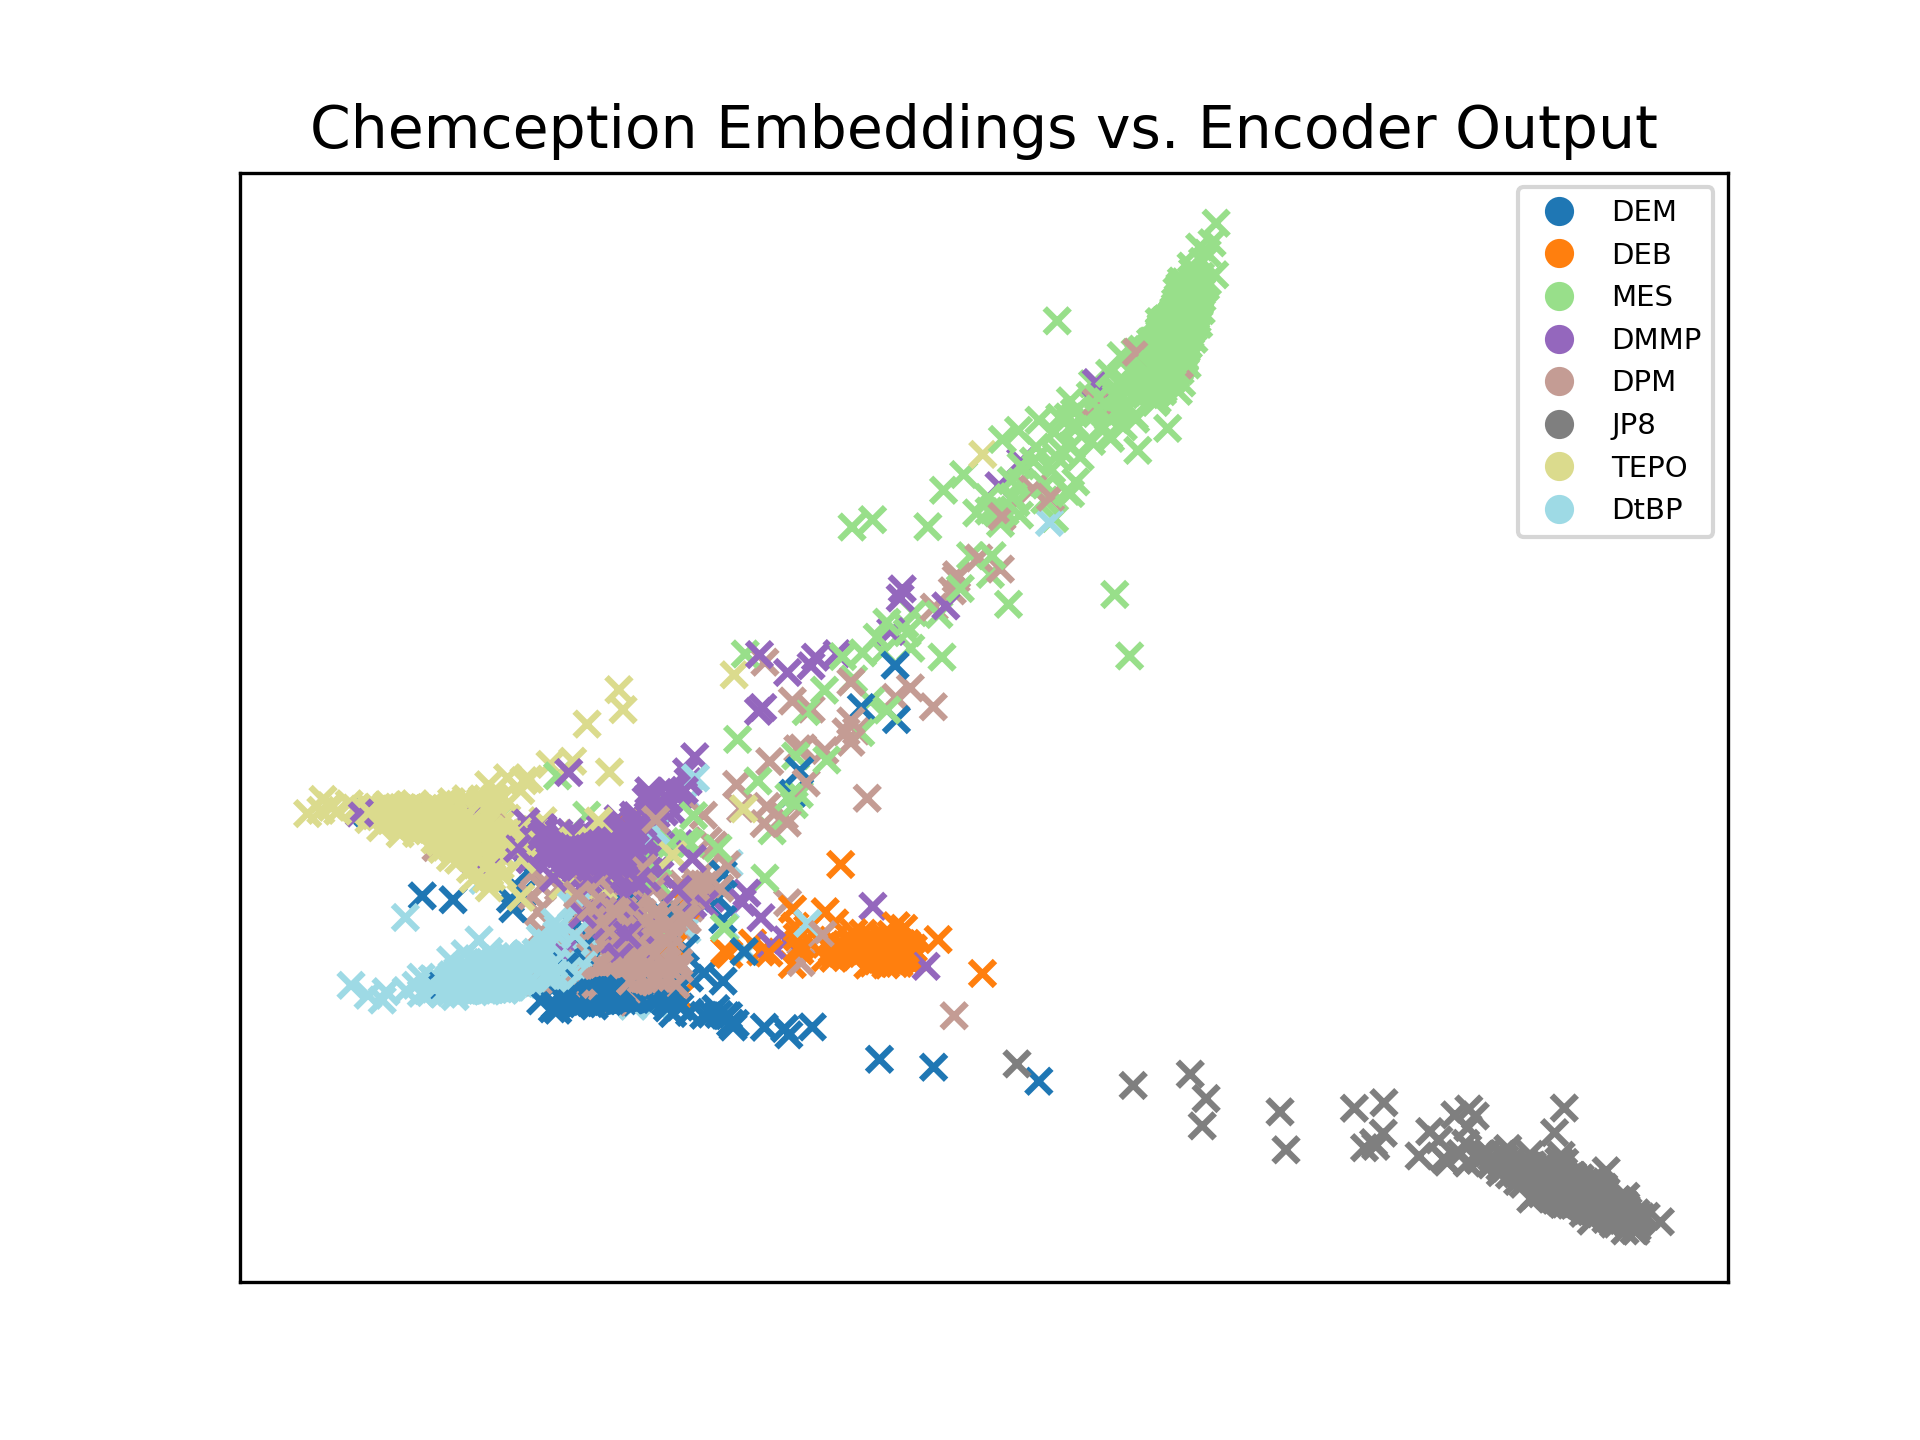 Chemception Embeddings vs. Encoder Output
DEM
DEB
MES
DMMP
DPM
JP8
TEPO
DtBP